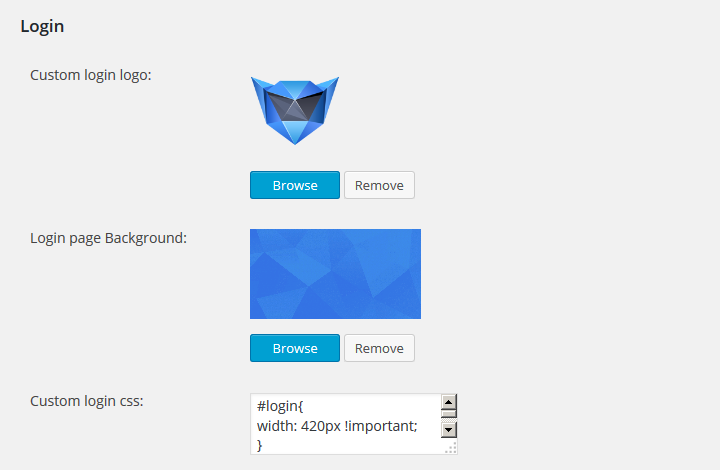 Login
Custom login logo:
Browse Remove
Login page Background:
Browse Remove
Custom login css:
#login{
width: 420px !important;
}